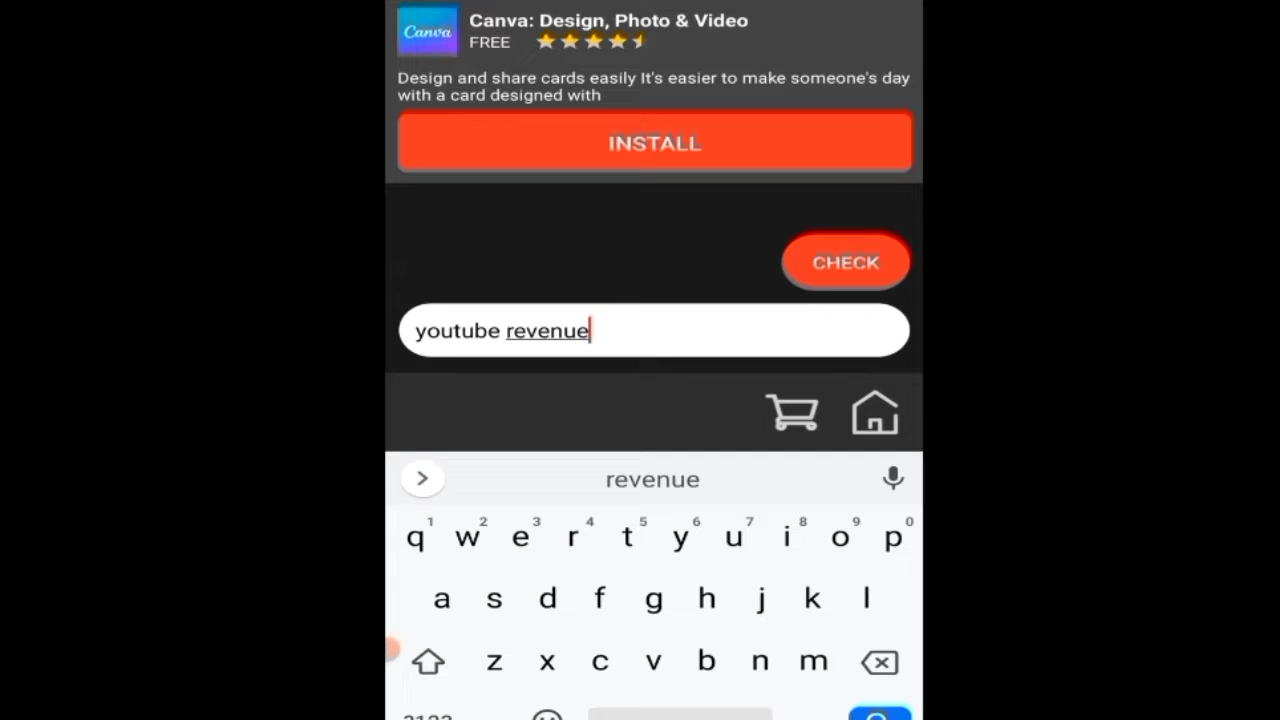 Canva
Canva: Design, Photo & Video
FREE
Design and share cards easily It's easier to make someone's day
with a card designed with
INSTALL
CHECK
youtube revenue
revenue
1 2 3 4 5 6 7 8 9 0
q w e r t y u i o p
a s d f g h j k l
z x c v b n m